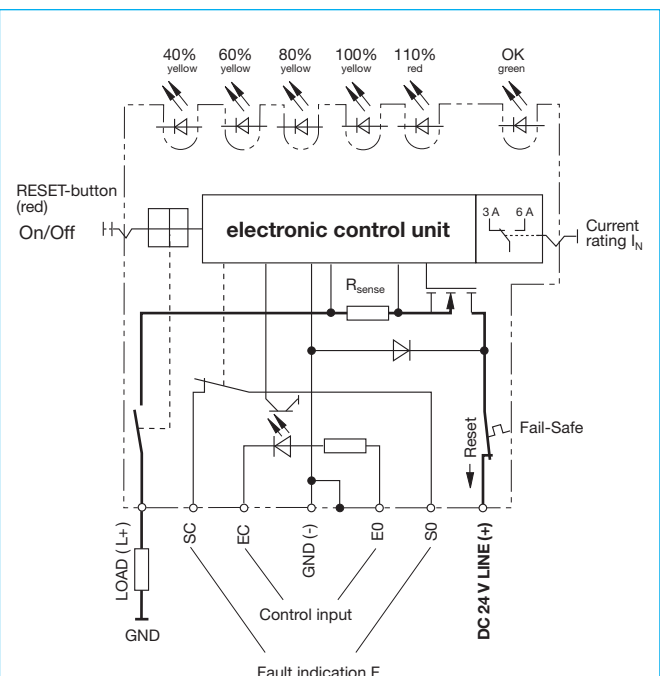 40% 60% 80% 100% 110% OK
yellow yellow yellow yellow red green
RESET-button
(red)
On/Off
electronic control unit
3 A 6 A
Current
rating I_N
R_sense
Fail-Safe
Reset
LOAD ( L+)
SC
EC
GND (-)
E0
S0
DC 24 V LINE (+)
Control input
GND
Fault indication F